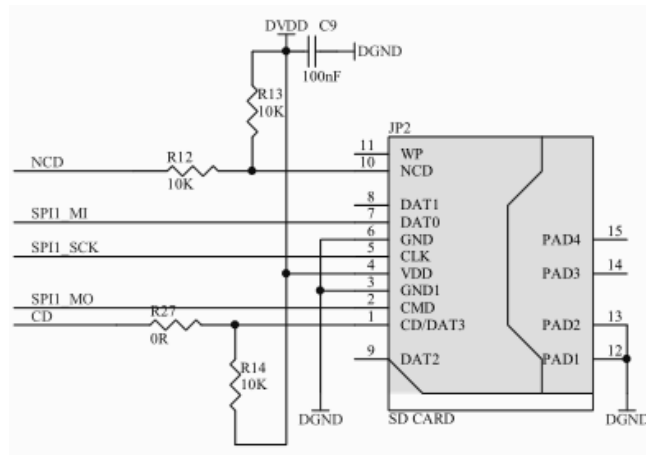 DVDD C9
DGND
100nF
R13
10K
JP2
R12
NCD
10K
11 WP
10 NCD
8 DAT1
SPI1_MI
7 DAT0
6 GND
SPI1_SCK
5 CLK
4 VDD
3 GND1
SPI1_MO
2 CMD
CD
R27
0R
1 CD/DAT3
9 DAT2
R14
10K
PAD4 15
PAD3 14
PAD2 13
PAD1 12
DGND
SD CARD
DGND